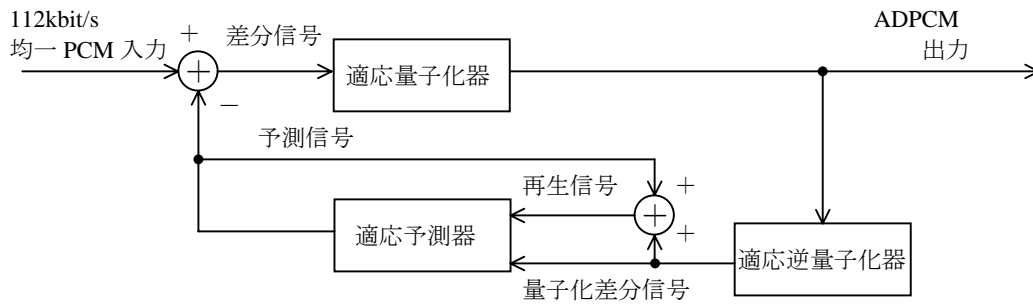 112kbit/s
均一 PCM 入力
+
差分信号
+
−
適応量子化器
ADPCM
出力
予測信号
再生信号
+
+
+
適応予測器
量子化差分信号
適応逆量子化器